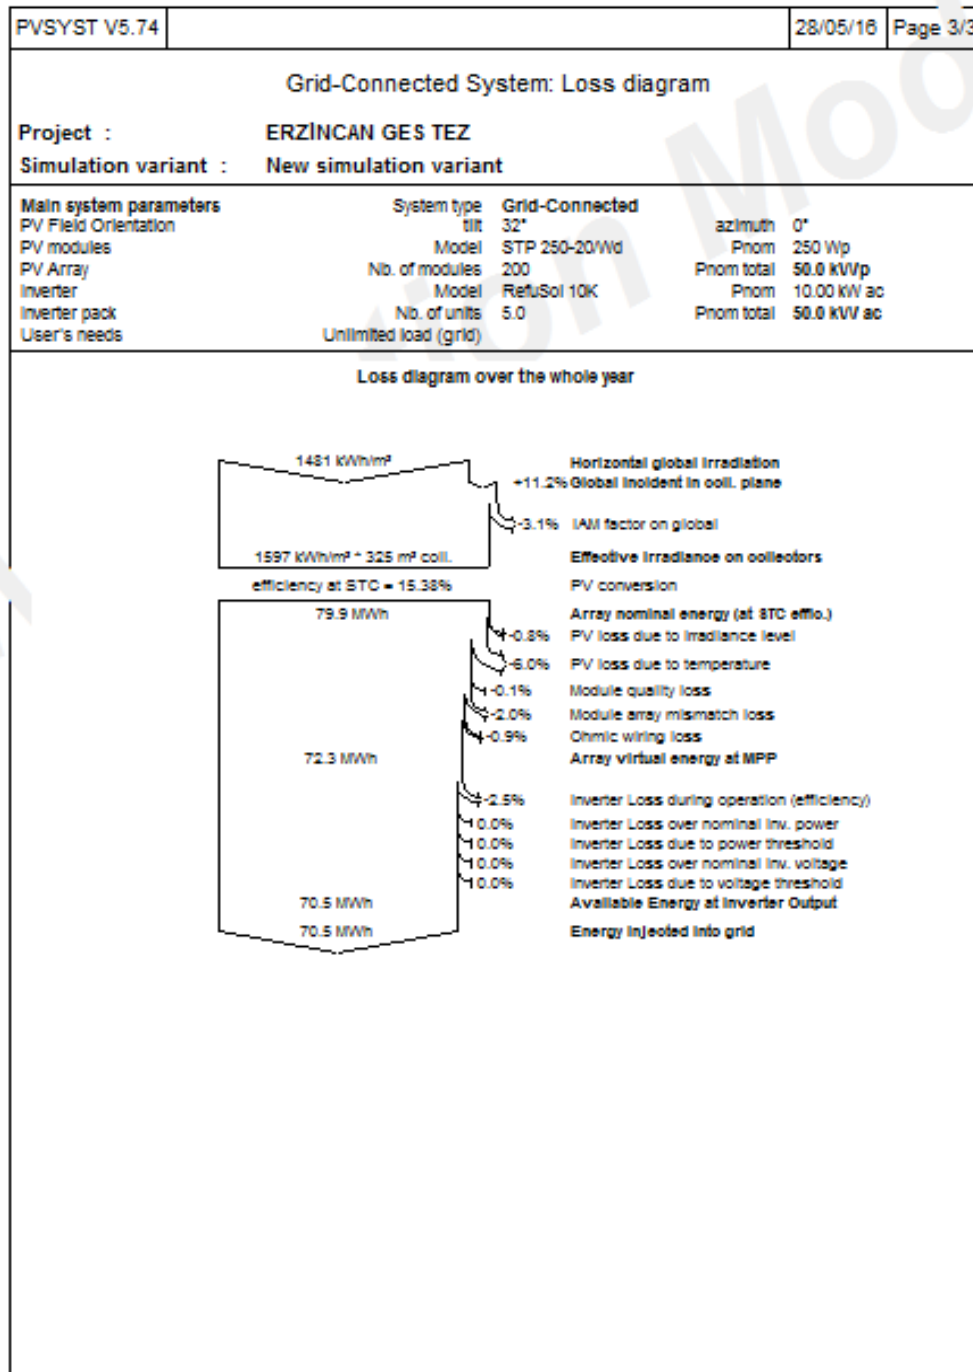 PVSYST V5.74 28/05/16 Page 3/3
Grid-Connected System: Loss diagram
Project : ERZİNCAN GES TEZ
Simulation variant : New simulation variant
Main system parameters System type Grid-Connected
PV Field Orientation tilt 32° azimuth 0°
PV modules Model STP 250-20/Wd Pnom 250 Wp
PV Array Nb. of modules 200 Pnom total 50.0 kWp
Inverter Model RefuSol 10K Pnom 10.00 kW ac
Inverter pack Nb. of units 5.0 Pnom total 50.0 kW ac
User's needs Unlimited load (grid)
Loss diagram over the whole year
1481 kWh/m² Horizontal global irradiation
+11.2% Global incident in coll. plane
-3.1% IAM factor on global
1597 kWh/m² * 325 m² coll. Effective irradiance on collectors
efficiency at STC = 15.38% PV conversion
79.9 MWh Array nominal energy (at STC effic.)
-0.8% PV loss due to irradiance level
-6.0% PV loss due to temperature
-0.1% Module quality loss
-2.0% Module array mismatch loss
-0.9% Ohmic wiring loss
72.3 MWh Array virtual energy at MPP
-2.5% Inverter Loss during operation (efficiency)
0.0% Inverter Loss over nominal inv. power
0.0% Inverter Loss due to power threshold
0.0% Inverter Loss over nominal inv. voltage
0.0% Inverter Loss due to voltage threshold
70.5 MWh Available Energy at Inverter Output
70.5 MWh Energy injected into grid